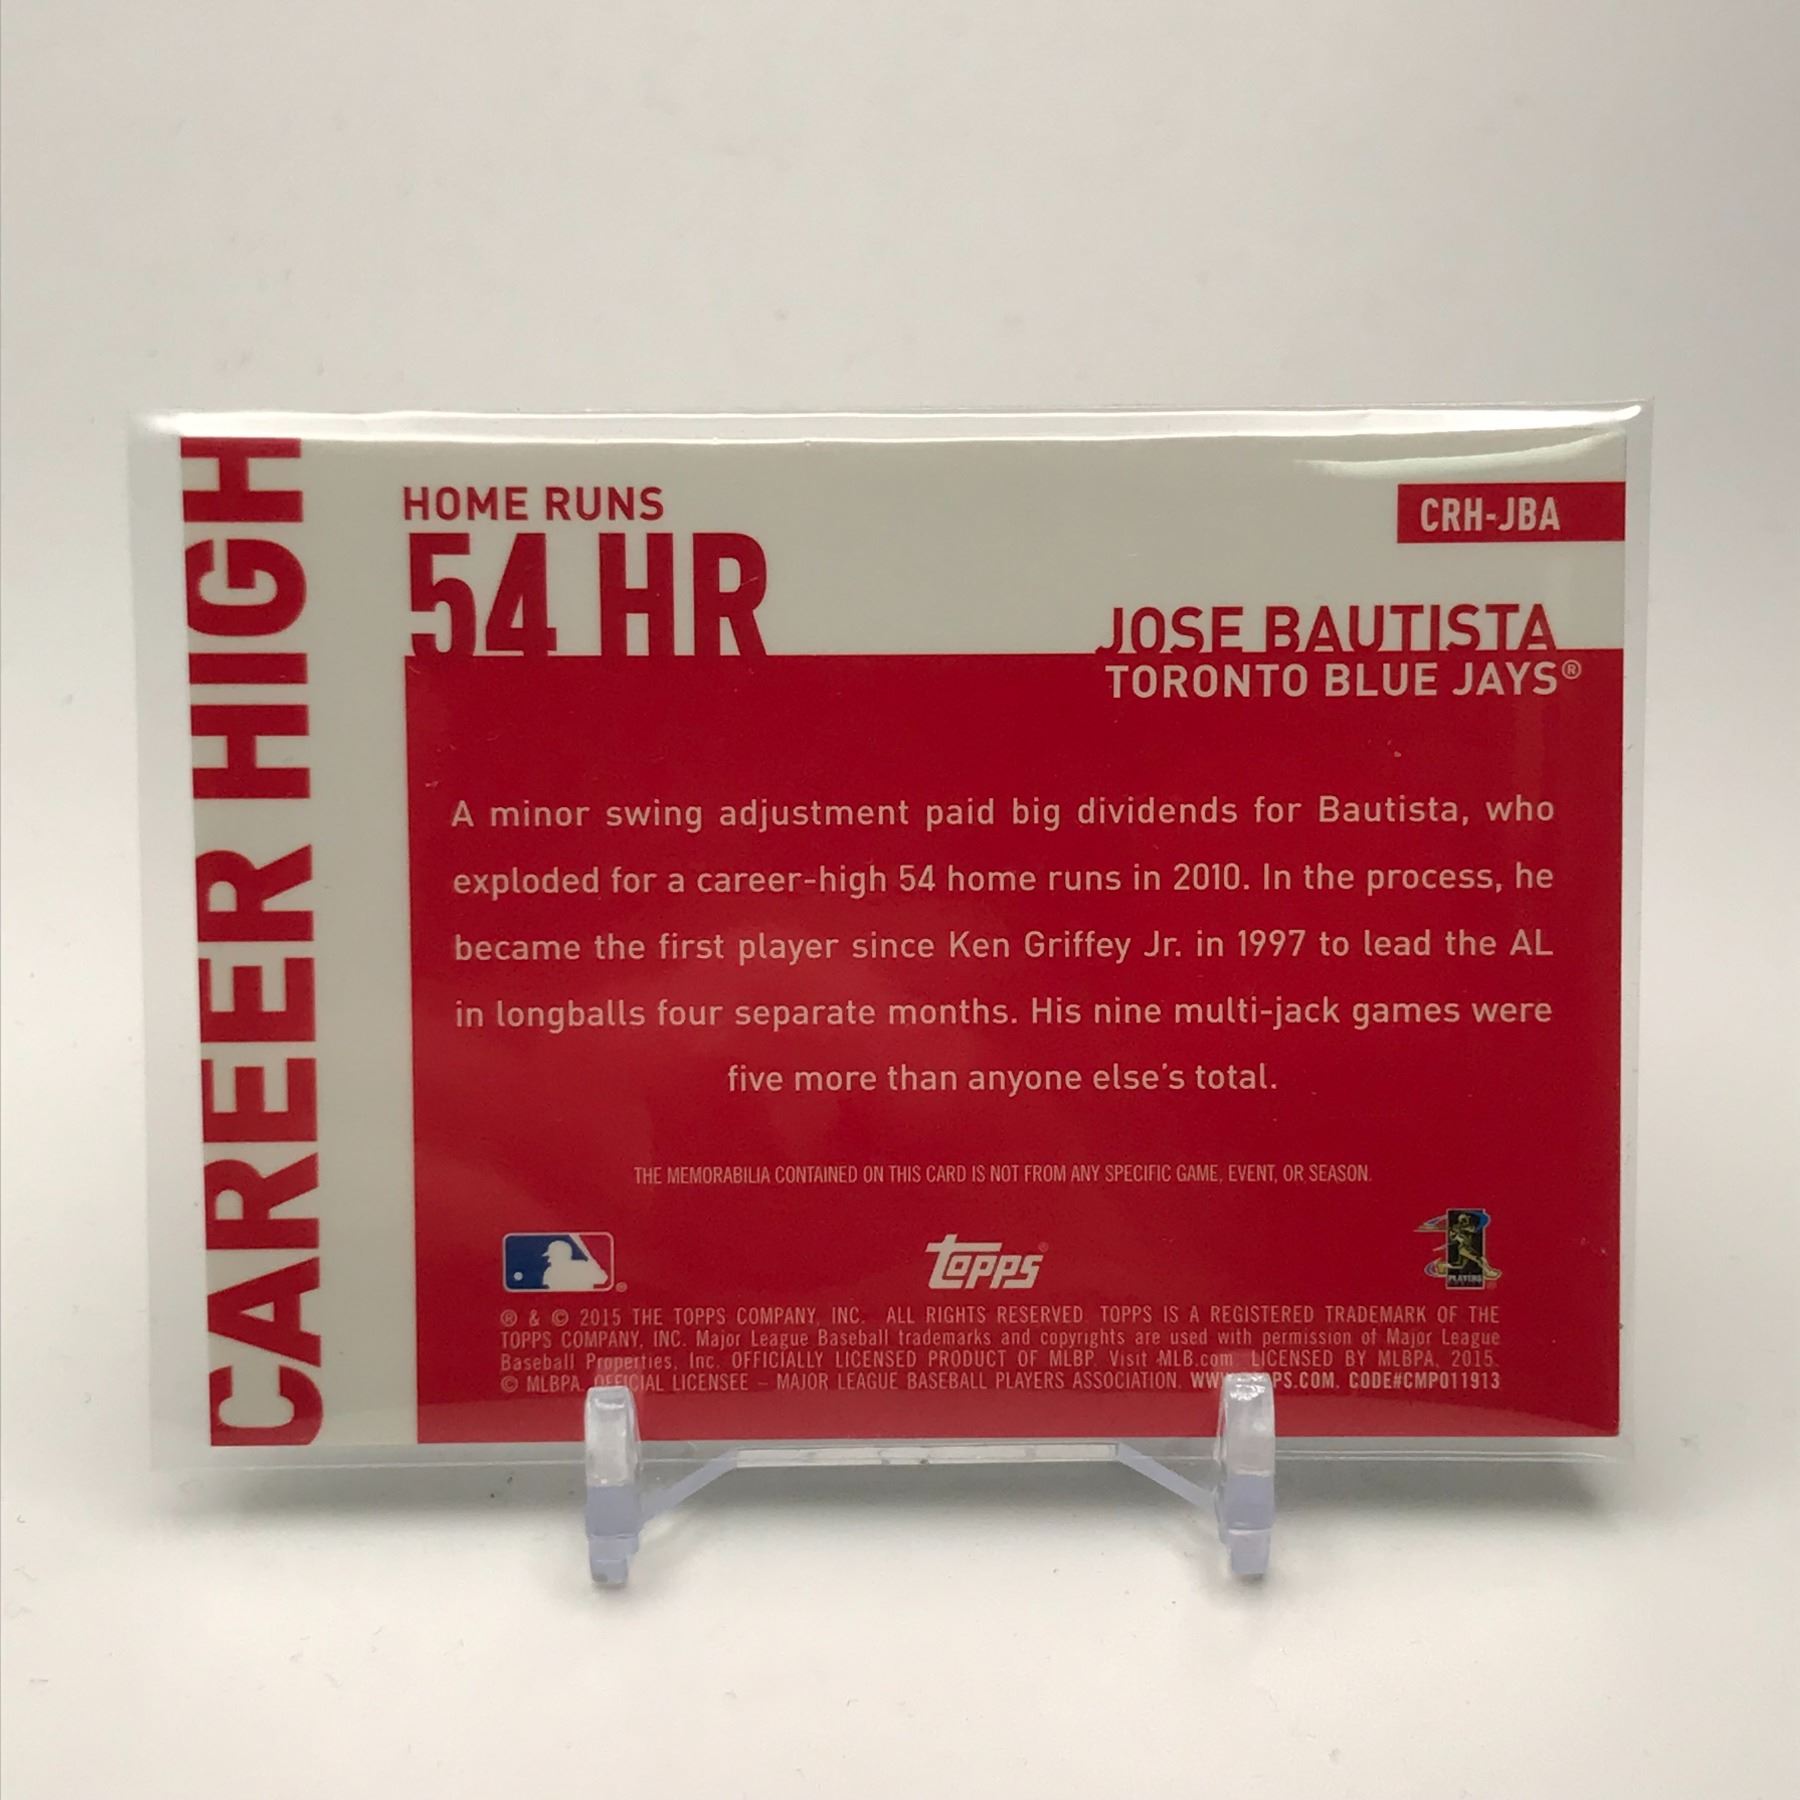 CAREER HIGH
HOME RUNS
54 HR
CRH-JBA
JOSE BAUTISTA
TORONTO BLUE JAYS®
A minor swing adjustment paid big dividends for Bautista, who
exploded for a career-high 54 home runs in 2010. In the process, he
became the first player since Ken Griffey Jr. in 1997 to lead the AL
in longballs four separate months. His nine multi-jack games were
five more than anyone else's total.
THE MEMORABILIA CONTAINED ON THIS CARD IS NOT FROM ANY SPECIFIC GAME, EVENT, OR SEASON.
topps®
PLAYERS
® & © 2015 THE TOPPS COMPANY, INC. ALL RIGHTS RESERVED. TOPPS IS A REGISTERED TRADEMARK OF THE
TOPPS COMPANY, INC. Major League Baseball trademarks and copyrights are used with permission of Major League
Baseball Properties, Inc. OFFICIALLY LICENSED PRODUCT OF MLBP. Visit MLB.com LICENSED BY MLBPA, 2015.
© MLBPA. OFFICIAL LICENSEE – MAJOR LEAGUE BASEBALL PLAYERS ASSOCIATION. PS.COM. CODE#CMP011913